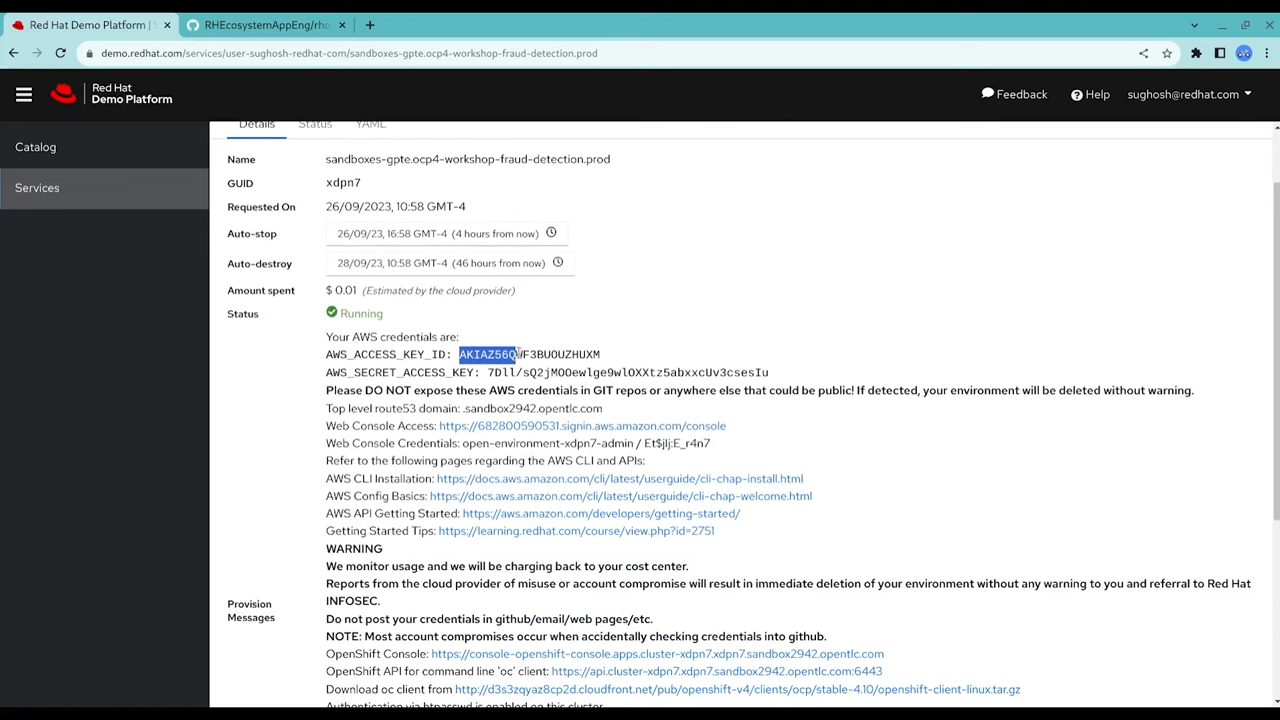 Red Hat Demo Platform |
RHEcosystemAppEng/rho
demo.redhat.com/services/user-sughosh-redhat-com/sandboxes-gpte.ocp4-workshop-fraud-detection.prod
Red Hat
Demo Platform
Feedback
Help
sughosh@redhat.com
Catalog
Services
Details Status YAML
Name sandboxes-gpte.ocp4-workshop-fraud-detection.prod
GUID xdpn7
Requested On 26/09/2023, 10:58 GMT-4
Auto-stop 26/09/23, 16:58 GMT-4 (4 hours from now)
Auto-destroy 28/09/23, 10:58 GMT-4 (46 hours from now)
Amount spent $ 0.01 (Estimated by the cloud provider)
Status Running
Your AWS credentials are:
AWS_ACCESS_KEY_ID:
AWS_SECRET_ACCESS_KEY: 7Dll/sQ2jMOOewlge9wlOXXtz5abxxcUv3csesIu
Please DO NOT expose these AWS credentials in GIT repos or anywhere else that could be public! If detected, your environment will be deleted without warning.
Top level route53 domain: .sandbox2942.opentlc.com
Web Console Access: https://682800590531.signin.aws.amazon.com/console
Web Console Credentials: open-environment-xdpn7-admin / Et$jlj:E_r4n7
Refer to the following pages regarding the AWS CLI and APIs:
AWS CLI Installation: https://docs.aws.amazon.com/cli/latest/userguide/cli-chap-install.html
AWS Config Basics: https://docs.aws.amazon.com/cli/latest/userguide/cli-chap-welcome.html
AWS API Getting Started: https://aws.amazon.com/developers/getting-started/
Getting Started Tips: https://learning.redhat.com/course/view.php?id=2751
WARNING
We monitor usage and we will be charging back to your cost center.
Reports from the cloud provider of misuse or account compromise will result in immediate deletion of your environment without any warning to you and referral to Red Hat
INFOSEC.
Provision
Messages
Do not post your credentials in github/email/web pages/etc.
NOTE: Most account compromises occur when accidentally checking credentials into github.
OpenShift Console: https://console-openshift-console.apps.cluster-xdpn7.xdpn7.sandbox2942.opentlc.com
OpenShift API for command line 'oc' client: https://api.cluster-xdpn7.xdpn7.sandbox2942.opentlc.com:6443
Download oc client from http://d3s3zqyaz8cp2d.cloudfront.net/pub/openshift-v4/clients/ocp/stable-4.10/openshift-client-linux.tar.gz
Authentication via htpasswd is enabled on this cluster.